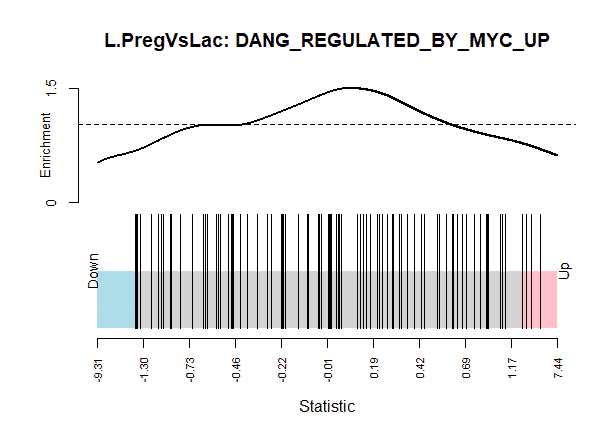 L.PregVsLac: DANG_REGULATED_BY_MYC_UP
1.5
Enrichment
0
Down
Up
-9.31 -1.30 -0.73 -0.46 -0.22 -0.01 0.19 0.42 0.69 1.17 7.44
Statistic